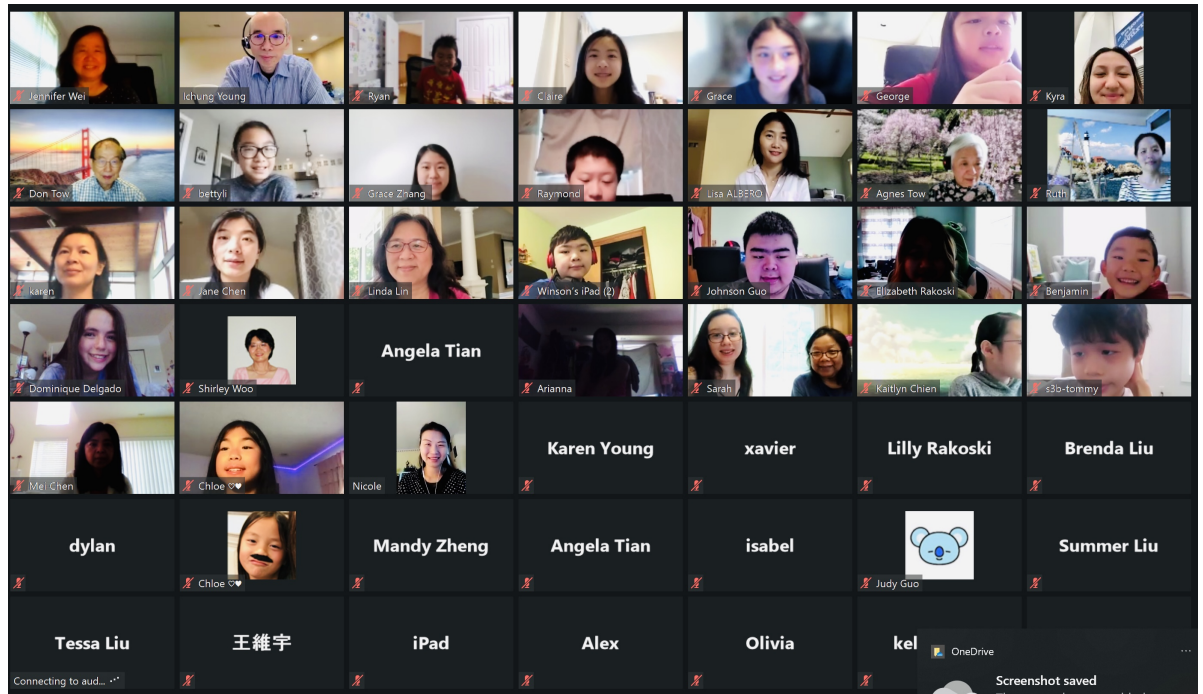 Jennifer Wei
Ichung Young
Ryan
Claire
Grace
George
Kyra
Don Tow
bettyli
Grace Zhang
Raymond
Lisa ALBERO
Agnes Tow
Ruth
karen
Jane Chen
Linda Lin
Winson's iPad (2)
Johnson Guo
Elizabeth Rakoski
Benjamin
Dominique Delgado
Shirley Woo
Angela Tian
Arianna
Sarah
Kaitlyn Chien
s3b-tommy
Mei Chen
Chloe ♡♥
Nicole
Karen Young
xavier
Lilly Rakoski
Brenda Liu
dylan
Chloe ♡♥
Mandy Zheng
Angela Tian
isabel
Judy Guo
Summer Liu
Tessa Liu
Connecting to aud...
王維宇
iPad
Alex
Olivia
kel
OneDrive
Screenshot saved